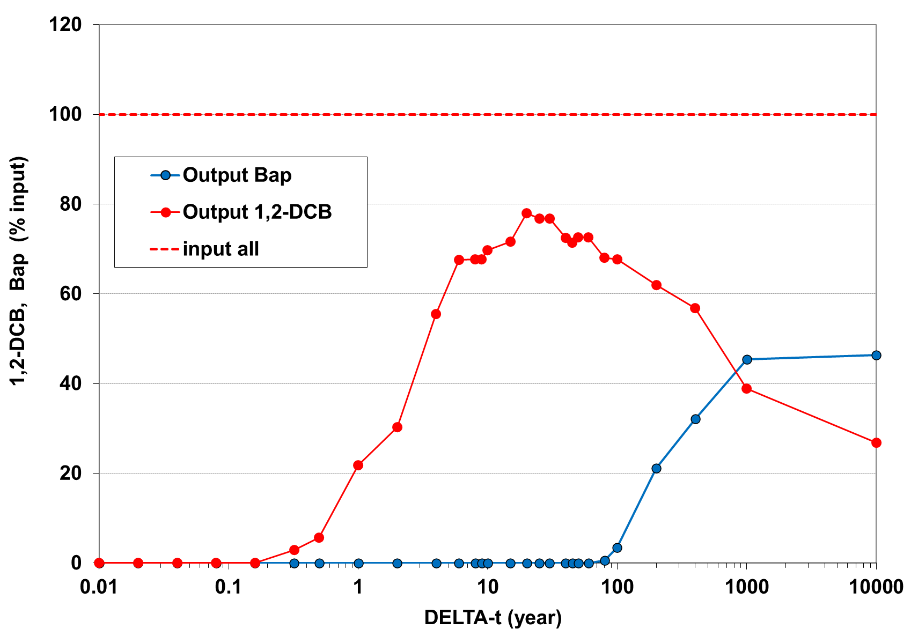 120
100
80
60
40
20
0
1,2-DCB, Bap (% input)
Output Bap
Output 1,2-DCB
input all
0.01 0.1 1 10 100 1000 10000
DELTA-t (year)